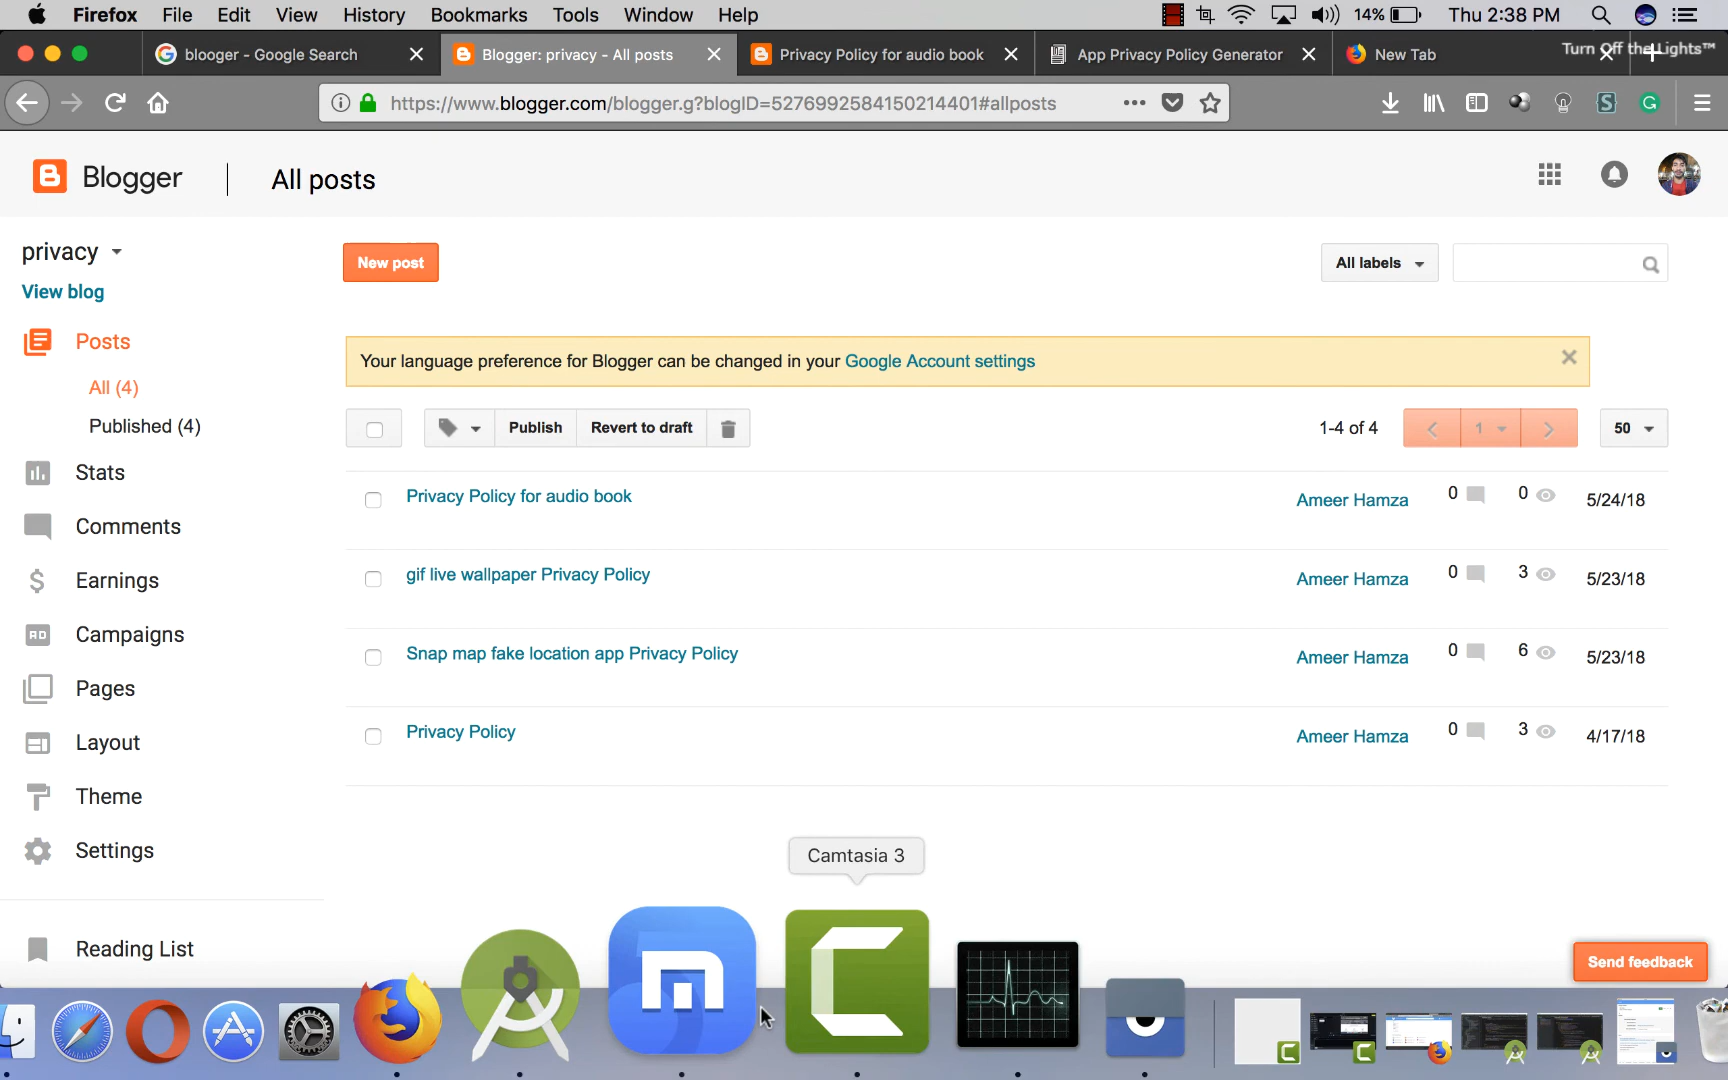 Firefox File Edit View History Bookmarks Tools Window Help 14% Thu 2:38 PM
blooger - Google Search Blogger: privacy - All posts Privacy Policy for audio book App Privacy Policy Generator New Tab Turn Off the Lights™
https://www.blogger.com/blogger.g?blogID=5276992584150214401#allposts
Blogger All posts
privacy
View blog
New post All labels
Posts
All (4)
Published (4)
Stats
Comments
Earnings
Campaigns
Pages
Layout
Theme
Settings
Reading List
Your language preference for Blogger can be changed in your Google Account settings
Publish Revert to draft 1-4 of 4 1 50
Privacy Policy for audio book Ameer Hamza 0 0 5/24/18
gif live wallpaper Privacy Policy Ameer Hamza 0 3 5/23/18
Snap map fake location app Privacy Policy Ameer Hamza 0 6 5/23/18
Privacy Policy Ameer Hamza 0 3 4/17/18
Camtasia 3
Send feedback